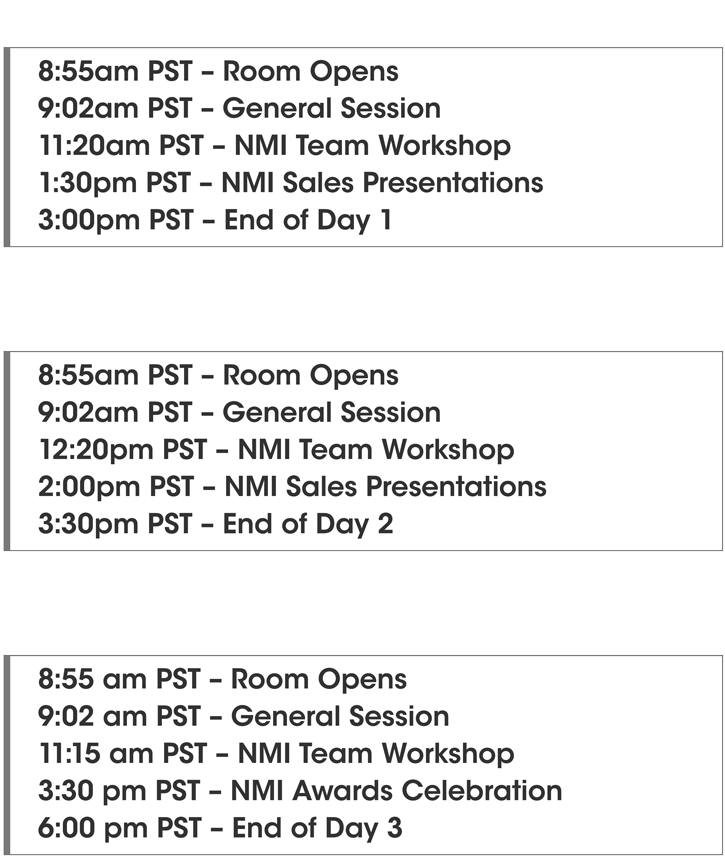 8:55am PST – Room Opens
9:02am PST – General Session
11:20am PST – NMI Team Workshop
1:30pm PST – NMI Sales Presentations
3:00pm PST – End of Day 1
8:55am PST – Room Opens
9:02am PST – General Session
12:20pm PST – NMI Team Workshop
2:00pm PST – NMI Sales Presentations
3:30pm PST – End of Day 2
8:55 am PST – Room Opens
9:02 am PST – General Session
11:15 am PST – NMI Team Workshop
3:30 pm PST – NMI Awards Celebration
6:00 pm PST – End of Day 3